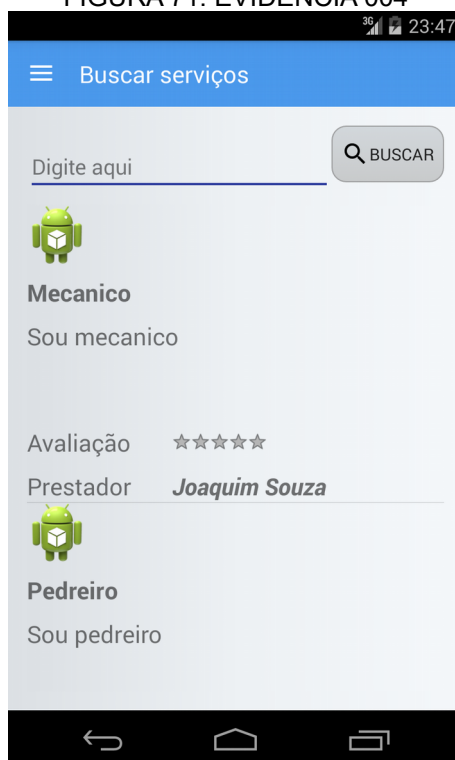 FIGURA 71: EVIDÊNCIA 004
3G 23:47
Buscar serviços
Digite aqui
BUSCAR
Mecanico
Sou mecanico
Avaliação
Prestador Joaquim Souza
Pedreiro
Sou pedreiro